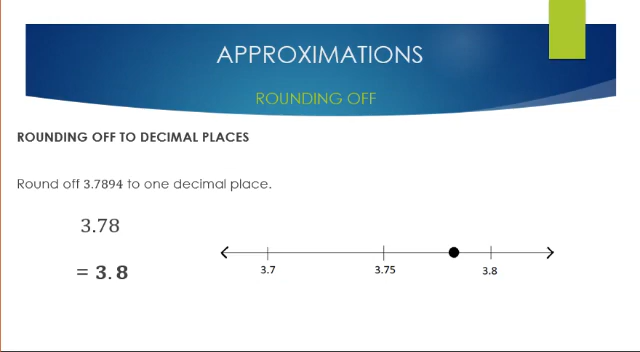 APPROXIMATIONS
ROUNDING OFF
ROUNDING OFF TO DECIMAL PLACES
Round off 3.7894 to one decimal place.
3.78
= 3.8
3.7 3.75 3.8